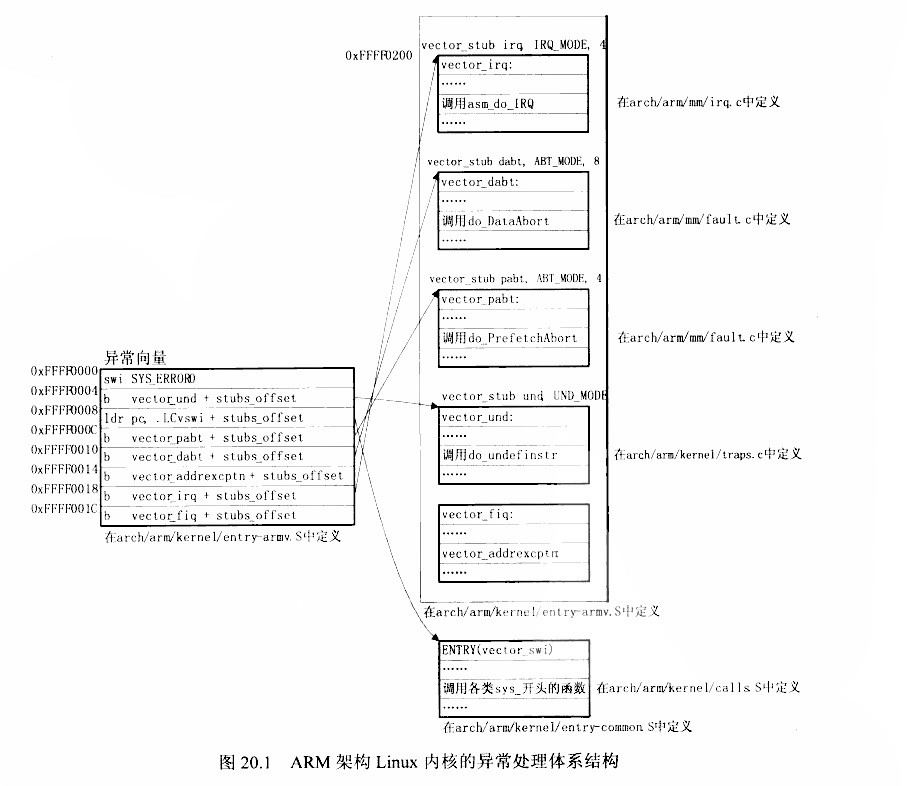 vector_stub irq, IRQ_MODE, 4
0xFFFF0200
vector_irq:
……
调用asm_do_IRQ
……
在arch/arm/mm/irq.c中定义
vector_stub dabt, ABT_MODE, 8
vector_dabt:
……
调用do_DataAbort
……
在arch/arm/mm/fault.c中定义
vector_stub pabt, ABT_MODE, 4
vector_pabt:
……
调用do_PrefetchAbort
……
在arch/arm/mm/fault.c中定义
异常向量
0xFFFF0000 swi SYS_ERROR0
0xFFFF0004 b vector_und + stubs_offset
0xFFFF0008 ldr pc, .LCvswi + stubs_offset
0xFFFF000C b vector_pabt + stubs_offset
0xFFFF0010 b vector_dabt + stubs_offset
0xFFFF0014 b vector_addrexcptn + stubs_offset
0xFFFF0018 b vector_irq + stubs_offset
0xFFFF001C b vector_fiq + stubs_offset
在arch/arm/kernel/entry-armv.S中定义
vector_stub und, UND_MODE
vector_und:
……
调用do_undefinstr
……
在arch/arm/kernel/traps.c中定义
vector_fiq:
……
vector_addrexcptn
……
在arch/arm/kernel/entry-armv.S中定义
ENTRY(vector_swi)
……
调用各类sys_开头的函数
……
在arch/arm/kernel/calls.S中定义
在arch/arm/kernel/entry-common.S中定义
图 20.1 ARM 架构 Linux 内核的异常处理体系结构